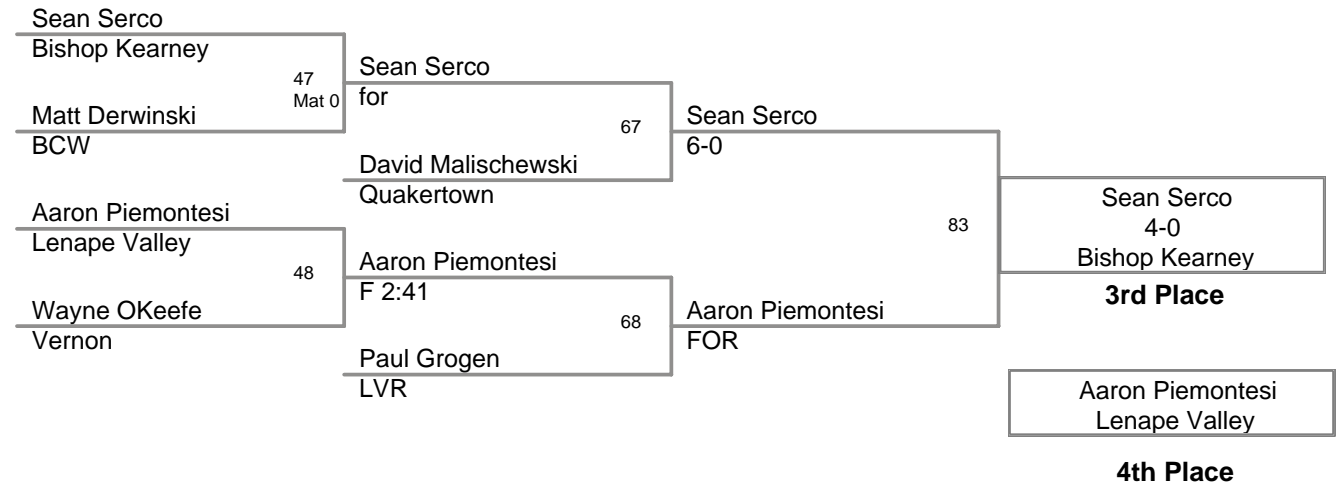 Sean Serco
Bishop Kearney
47
Mat 0
Matt Derwinski
BCW
Sean Serco
for
67
David Malischewski
Quakertown
Sean Serco
6-0
Aaron Piemontesi
Lenape Valley
48
Wayne OKeefe
Vernon
Aaron Piemontesi
F 2:41
68
Paul Grogen
LVR
Aaron Piemontesi
FOR
83
Sean Serco
4-0
Bishop Kearney
3rd Place
Aaron Piemontesi
Lenape Valley
4th Place